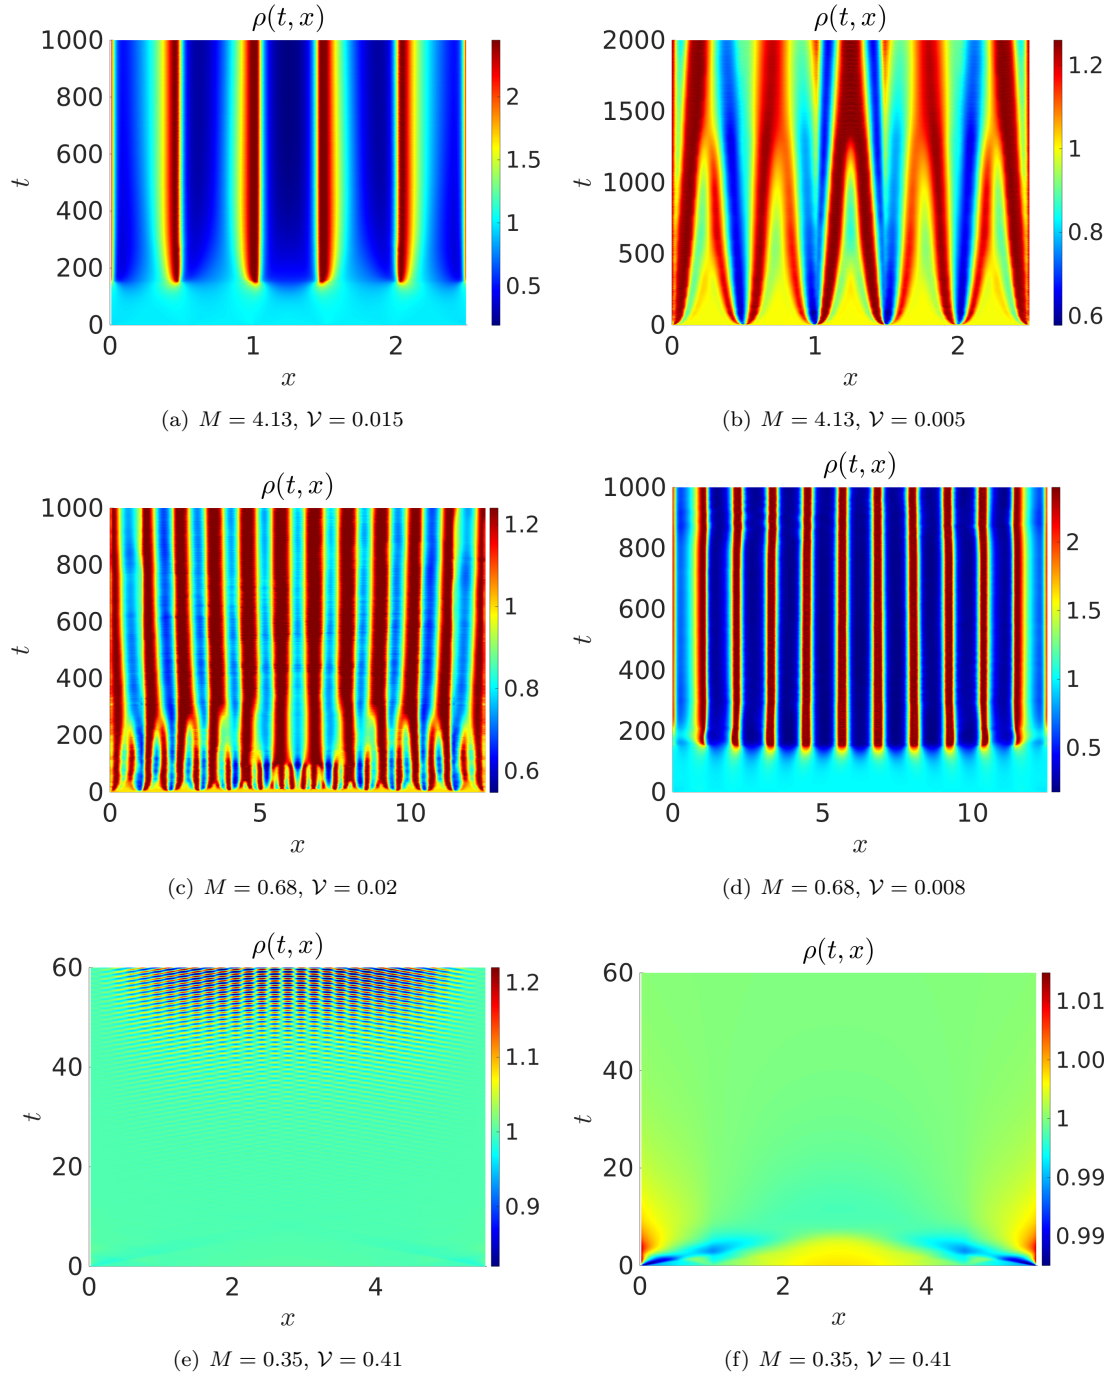 ρ(t, x)
1000
800
600
400
200
0
t
0 1 2
x
2
1.5
1
0.5
(a) M = 4.13, 𝒱 = 0.015
ρ(t, x)
2000
1500
1000
500
0
t
0 1 2
x
1.2
1
0.8
0.6
(b) M = 4.13, 𝒱 = 0.005
ρ(t, x)
1000
800
600
400
200
0
t
0 5 10
x
1.2
1
0.8
0.6
(c) M = 0.68, 𝒱 = 0.02
ρ(t, x)
1000
800
600
400
200
0
t
0 5 10
x
2
1.5
1
0.5
(d) M = 0.68, 𝒱 = 0.008
ρ(t, x)
60
40
20
0
t
0 2 4
x
1.2
1.1
1
0.9
(e) M = 0.35, 𝒱 = 0.41
ρ(t, x)
60
40
20
0
t
0 2 4
x
1.01
1.00
1
0.99
0.99
(f) M = 0.35, 𝒱 = 0.41